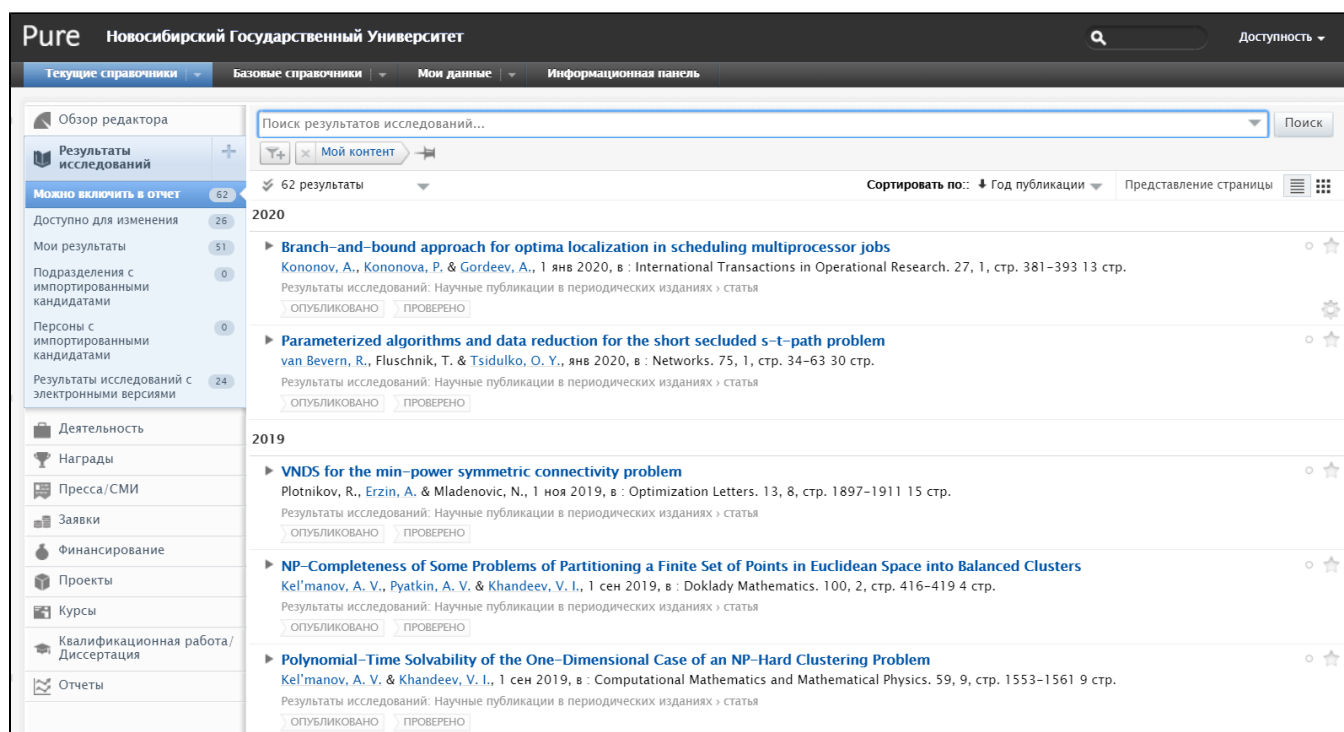 Pure Новосибирский Государственный Университет
Доступность
Текущие справочники Базовые справочники Мои данные Информационная панель
Обзор редактора
Результаты исследований
Можно включить в отчет 62
Доступно для изменения 26
Мои результаты 51
Подразделения с импортированными кандидатами 0
Персоны с импортированными кандидатами 0
Результаты исследований с электронными версиями 24
Деятельность
Награды
Пресса/СМИ
Заявки
Финансирование
Проекты
Курсы
Квалификационная работа/Диссертация
Отчеты
Поиск результатов исследований... Поиск
Мой контент
62 результаты Сортировать по:: Год публикации Представление страницы
2020
Branch-and-bound approach for optima localization in scheduling multiprocessor jobs
Kononov, A., Kononova, P. & Gordeev, A., 1 янв 2020, в : International Transactions in Operational Research. 27, 1, стр. 381-393 13 стр.
Результаты исследований: Научные публикации в периодических изданиях › статья
ОПУБЛИКОВАНО ПРОВЕРЕНО
Parameterized algorithms and data reduction for the short secluded s-t-path problem
van Bevern, R., Fluschnik, T. & Tsidulko, O. Y., янв 2020, в : Networks. 75, 1, стр. 34-63 30 стр.
Результаты исследований: Научные публикации в периодических изданиях › статья
ОПУБЛИКОВАНО ПРОВЕРЕНО
2019
VNDS for the min-power symmetric connectivity problem
Plotnikov, R., Erzin, A. & Mladenovic, N., 1 ноя 2019, в : Optimization Letters. 13, 8, стр. 1897-1911 15 стр.
Результаты исследований: Научные публикации в периодических изданиях › статья
ОПУБЛИКОВАНО ПРОВЕРЕНО
NP-Completeness of Some Problems of Partitioning a Finite Set of Points in Euclidean Space into Balanced Clusters
Kel'manov, A. V., Pyatkin, A. V. & Khandeev, V. I., 1 сен 2019, в : Doklady Mathematics. 100, 2, стр. 416-419 4 стр.
Результаты исследований: Научные публикации в периодических изданиях › статья
ОПУБЛИКОВАНО ПРОВЕРЕНО
Polynomial-Time Solvability of the One-Dimensional Case of an NP-Hard Clustering Problem
Kel'manov, A. V. & Khandeev, V. I., 1 сен 2019, в : Computational Mathematics and Mathematical Physics. 59, 9, стр. 1553-1561 9 стр.
Результаты исследований: Научные публикации в периодических изданиях › статья
ОПУБЛИКОВАНО ПРОВЕРЕНО